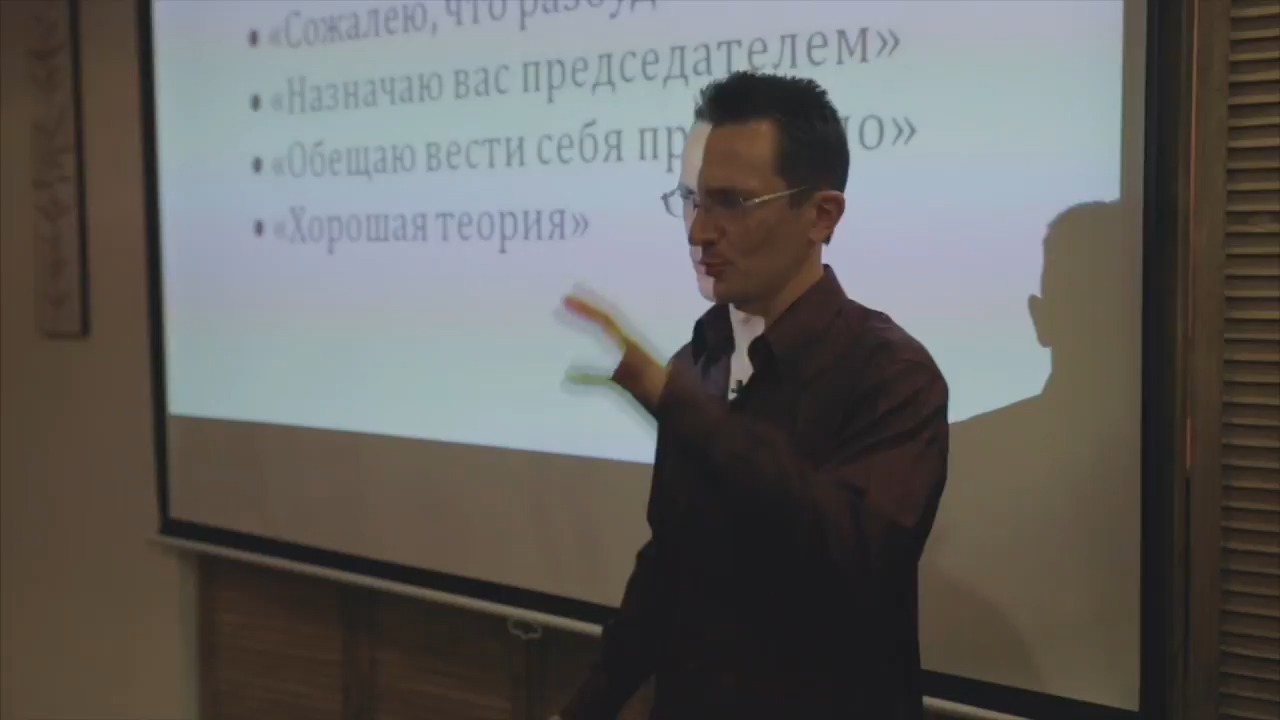 • «Сожалею, что
• «Назначаю вас председателем»
• «Обещаю вести себя
• «Хорошая теория»